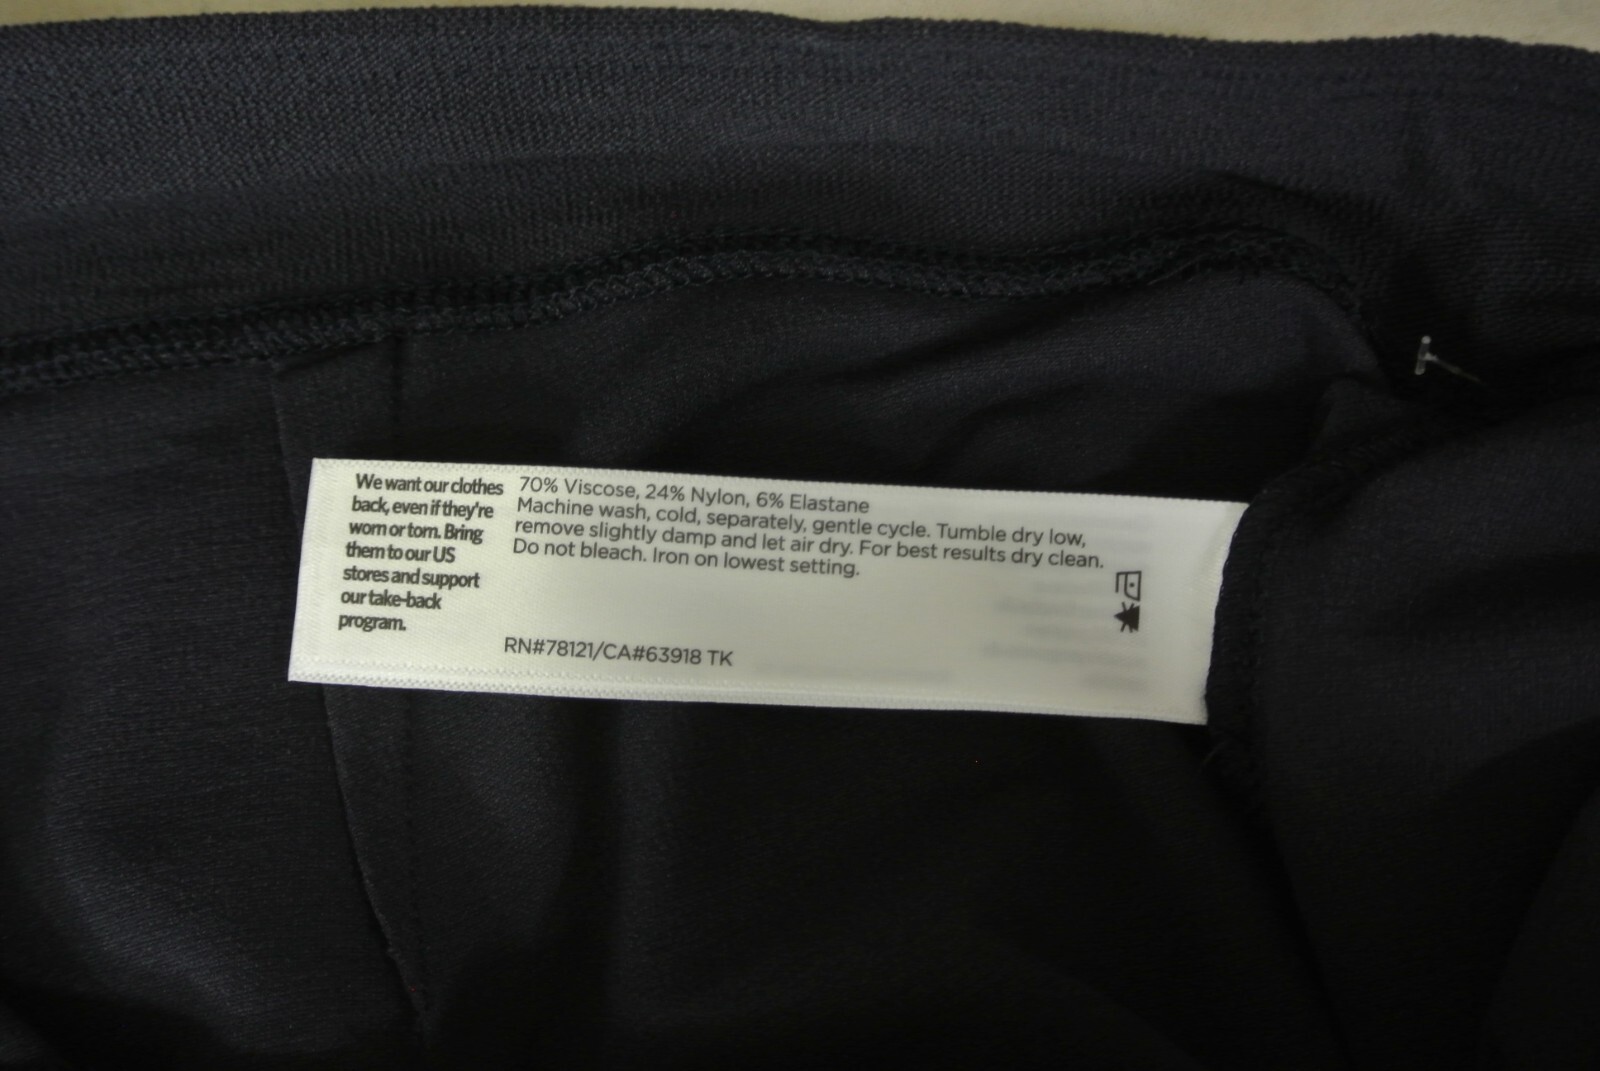 We want our clothes
back, even if they're
worn or torn. Bring
them to our US
stores and support
our take-back
program.
70% Viscose, 24% Nylon, 6% Elastane
Machine wash, cold, separately, gentle cycle. Tumble dry low,
remove slightly damp and let air dry. For best results dry clean.
Do not bleach. Iron on lowest setting.
RN#78121/CA#63918 TK